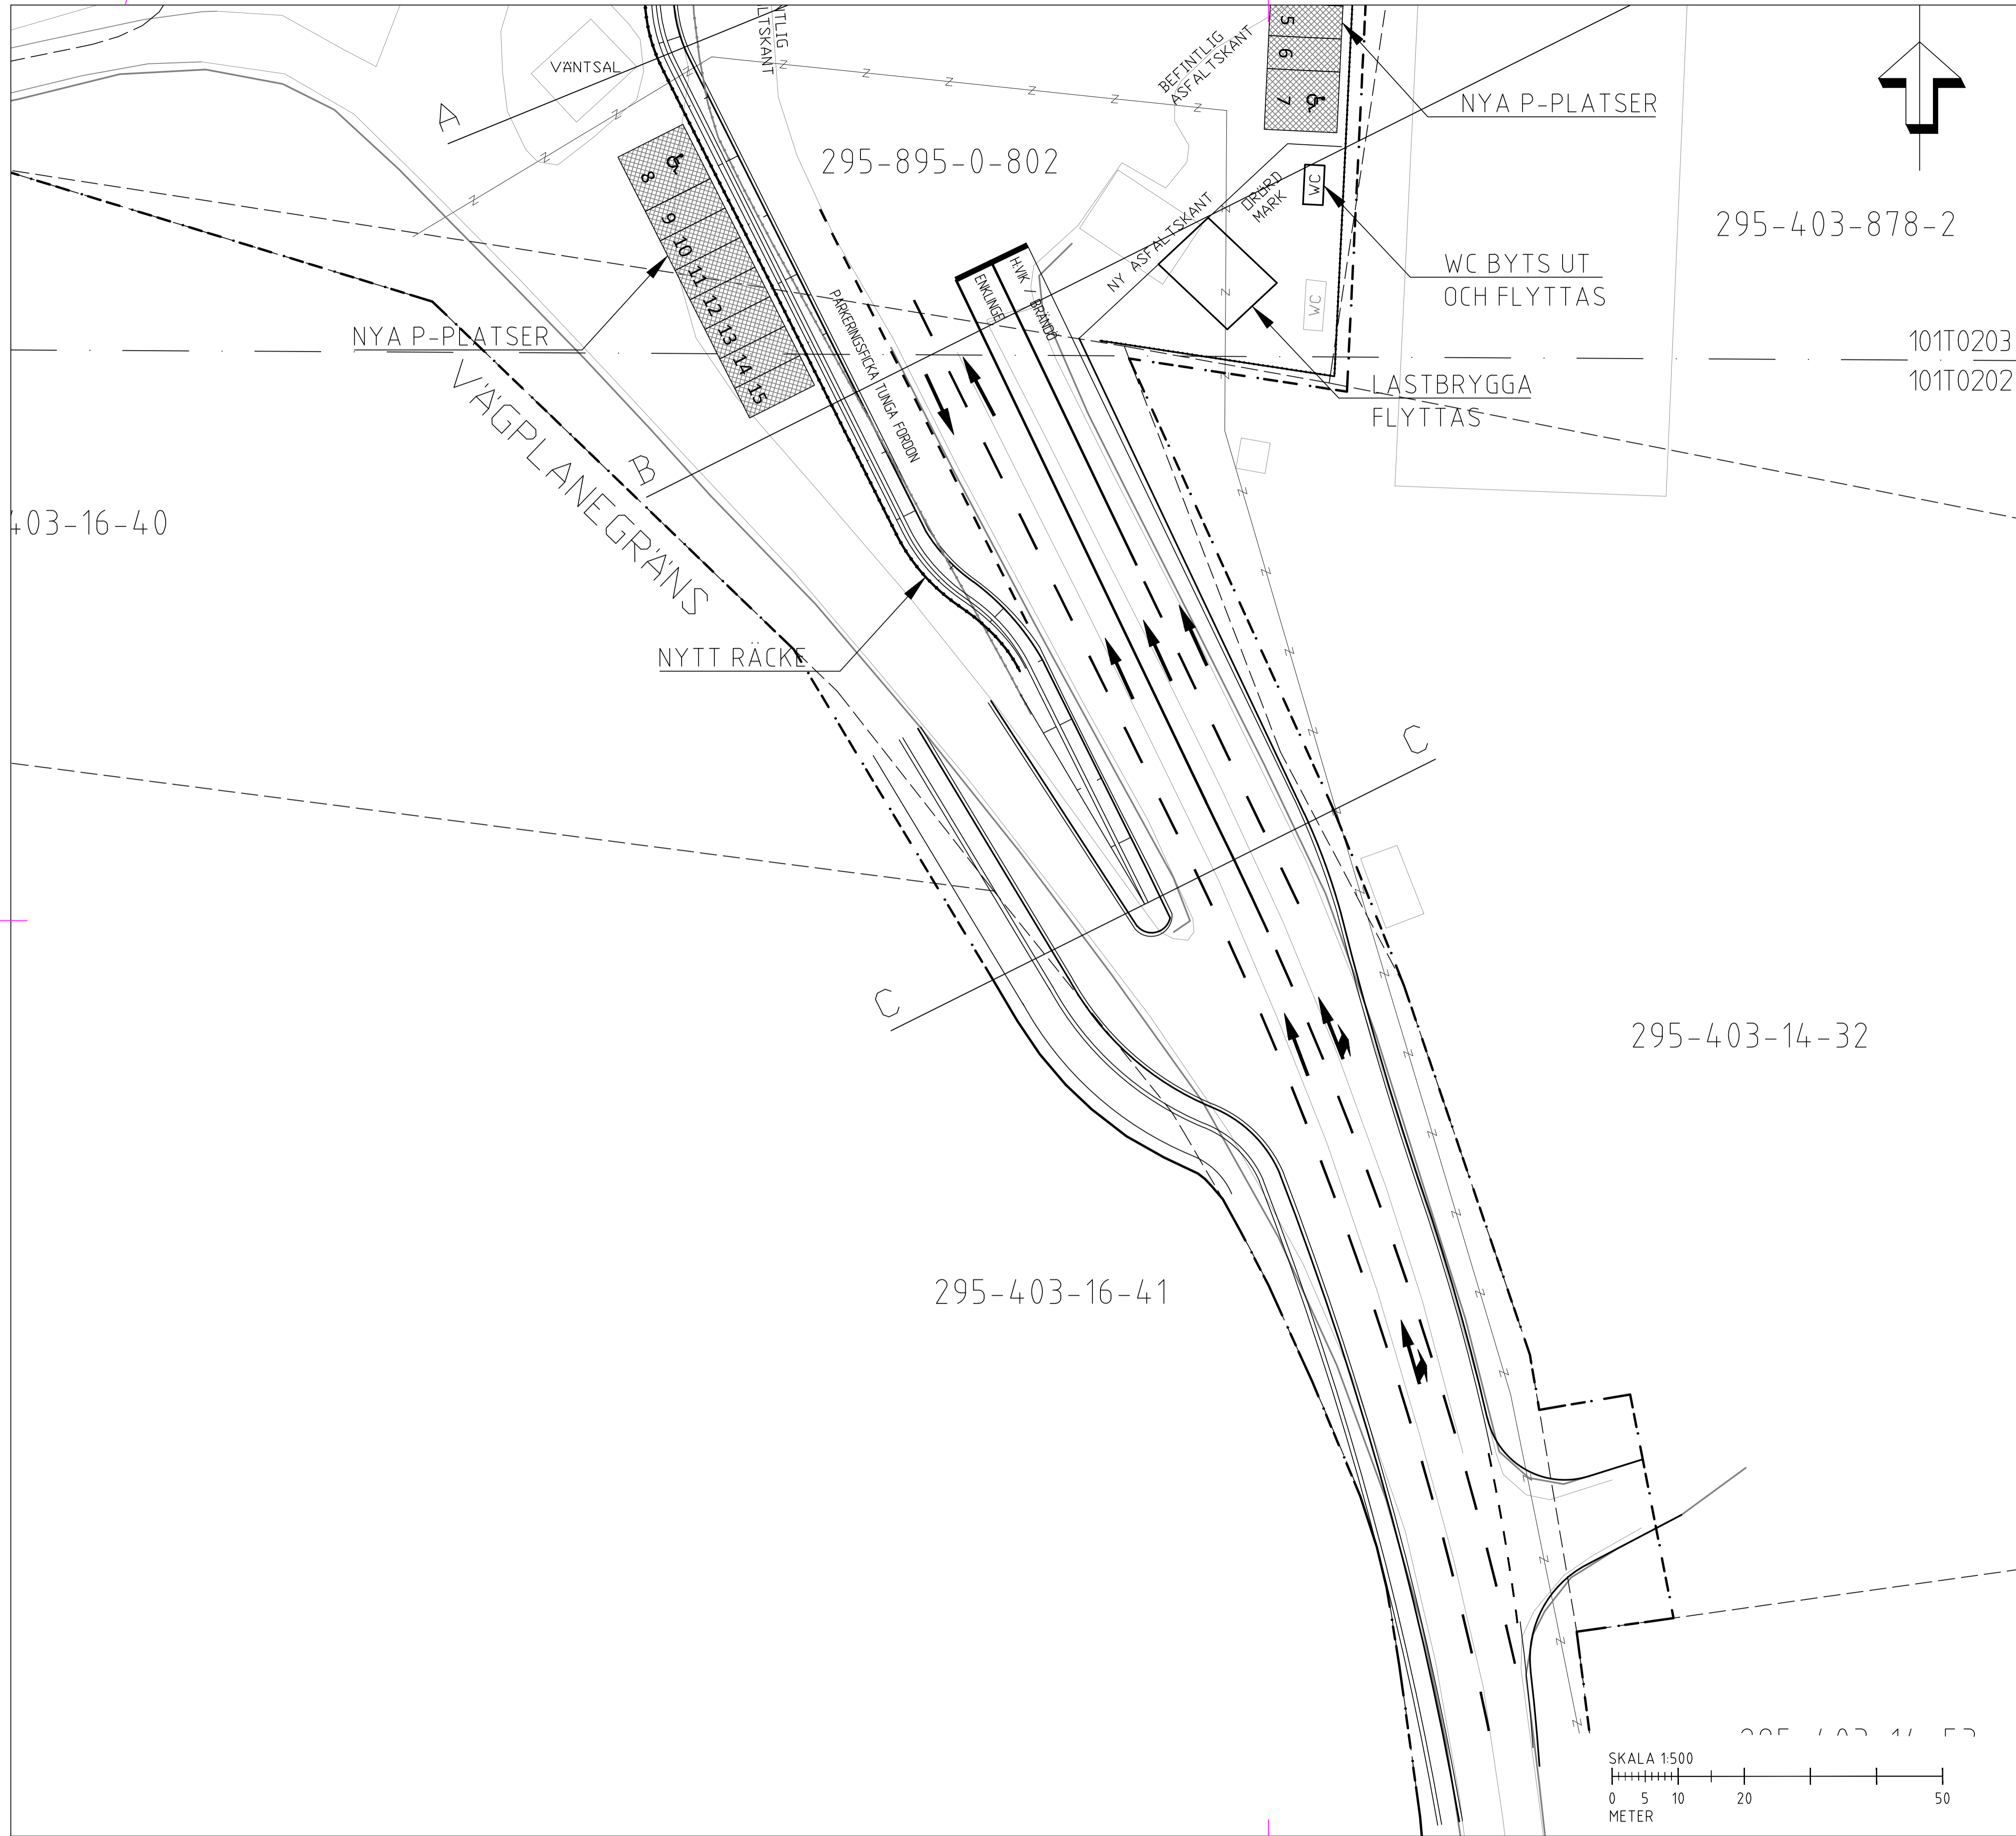 VÄNTSAL
NTLIG
LTSKANT
BEFINTLIG
ASFALTSKANT
5
6
7
NYA P-PLATSER
A
295-895-0-802
8
9
10
11
12
13
14
15
WC
ORÖRD
MARK
NY ASFALTSKANT
295-403-878-2
WC BYTS UT
OCH FLYTTAS
WC
H:VIK / BRÄNDÖ
ENKLINGE
PARKERINGSFICKA TUNGA FORDON
NYA P-PLATSER
101T0203
101T0202
LASTBRYGGA
FLYTTAS
VÄGPLANEGRÄNS
B
403-16-40
NYTT RÄCKE
C
C
295-403-14-32
295-403-16-41
SKALA 1:500
0 5 10 20 50
METER